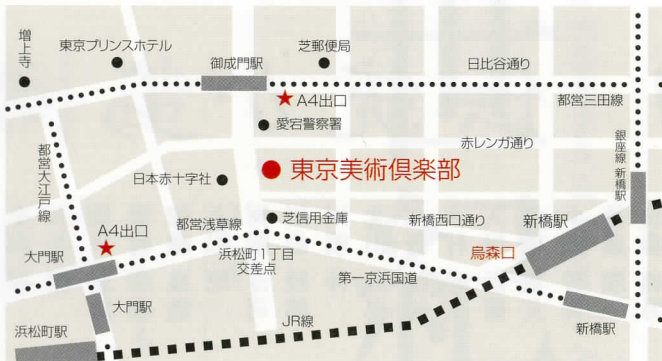 増上寺
東京プリンスホテル
御成門駅
芝郵便局
日比谷通り
A4出口
都営三田線
愛宕警察署
赤レンガ通り
銀座線 新橋駅
都営大江戸線
東京美術倶楽部
日本赤十字社
A4出口
都営浅草線
芝信用金庫
新橋西口通り
新橋駅
大門駅
浜松町1丁目
交差点
烏森口
第一京浜国道
大門駅
新橋駅
浜松町駅
JR線